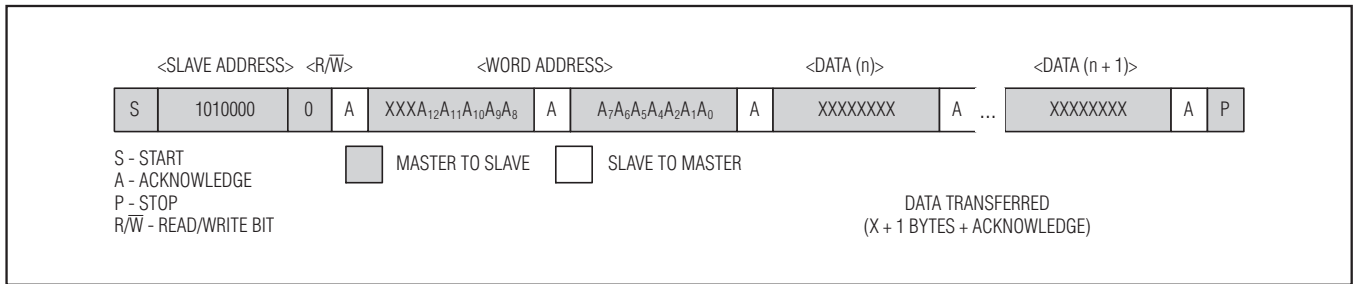 <SLAVE ADDRESS> <R/W̅> <WORD ADDRESS> <DATA (n)> <DATA (n + 1)>
S 1010000 0 A XXXA₁₂A₁₁A₁₀A₉A₈ A A₇A₆A₅A₄A₂A₁A₀ A XXXXXXXX A ... XXXXXXXX A P
S - START
A - ACKNOWLEDGE
P - STOP
R/W̅ - READ/WRITE BIT
MASTER TO SLAVE
SLAVE TO MASTER
DATA TRANSFERRED
(X + 1 BYTES + ACKNOWLEDGE)